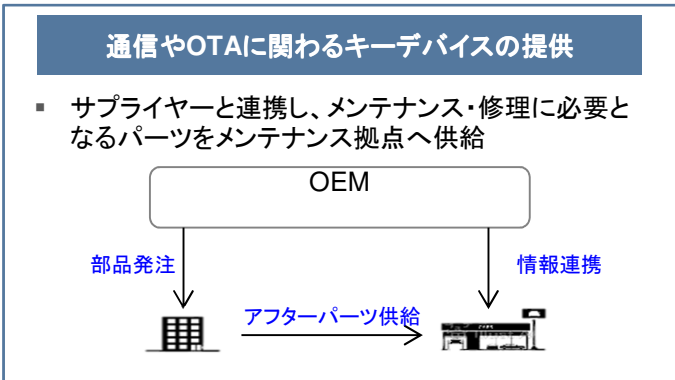 通信やOTAに関わるキーデバイスの提供
▪ サプライヤーと連携し、メンテナンス・修理に必要と
なるパーツをメンテナンス拠点へ供給
OEM
部品発注
情報連携
アフターパーツ供給